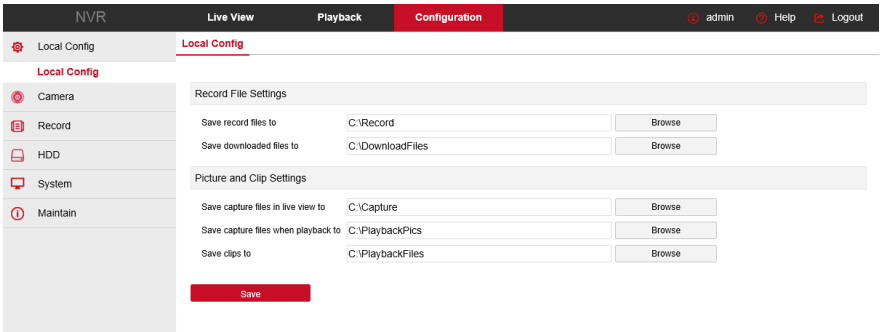 NVR Live View Playback Configuration admin Help Logout
Local Config
Local Config
Camera
Record
HDD
System
Maintain
Local Config
Record File Settings
Save record files to C:\Record Browse
Save downloaded files to C:\DownloadFiles Browse
Picture and Clip Settings
Save capture files in live view to C:\Capture Browse
Save capture files when playback to C:\PlaybackPics Browse
Save clips to C:\PlaybackFiles Browse
Save